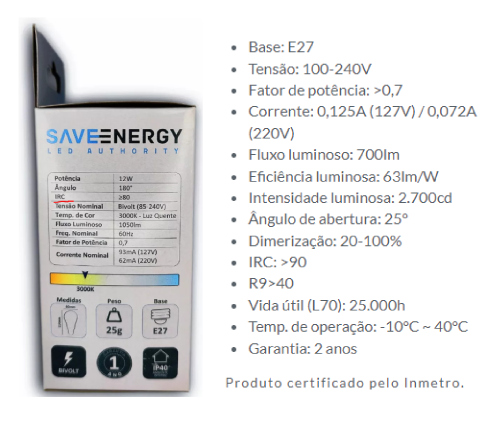 SAVEENERGY
LED AUTHORITY
Potência 12W
Ângulo 180°
IRC ≥80
Tensão Nominal Bivolt (85-240V)
Temp. de Cor 3000K - Luz Quente
Fluxo Luminoso 1050lm
Freq. Nominal 60Hz
Fator de Potência 0,7
Corrente Nominal 93mA (127V)
62mA (220V)
3000K
Medidas Peso Base
25g E27
BIVOLT 1 IP40
• Base: E27
• Tensão: 100-240V
• Fator de potência: >0,7
• Corrente: 0,125A (127V) / 0,072A
(220V)
• Fluxo luminoso: 700lm
• Eficiência luminosa: 63lm/W
• Intensidade luminosa: 2.700cd
• Ângulo de abertura: 25°
• Dimerização: 20-100%
• IRC: >90
• R9>40
• Vida útil (L70): 25.000h
• Temp. de operação: -10°C ~ 40°C
• Garantia: 2 anos
Produto certificado pelo Inmetro.